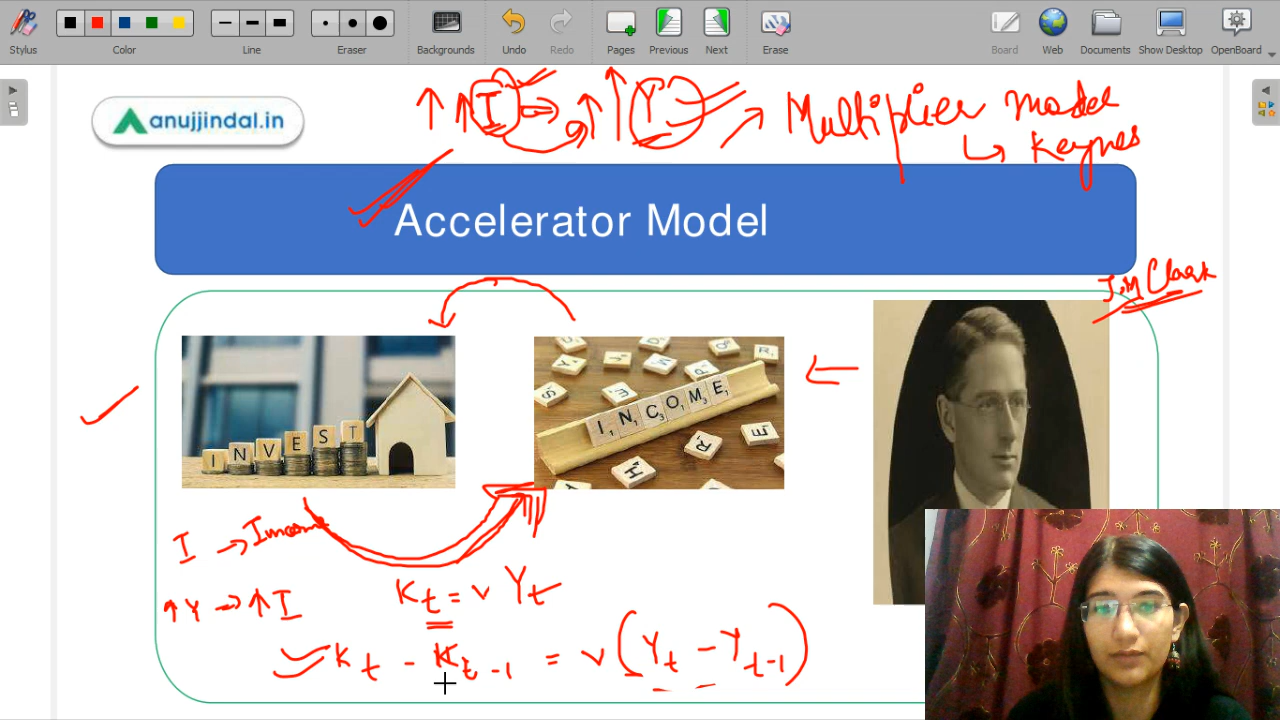 Stylus
Color
Line
Eraser
Backgrounds
Undo
Redo
Pages
Previous
Next
Erase
Board
Web
Documents
Show Desktop
OpenBoard
anujjindal.in
↑ ↑ I → ↑ ↑ Y
Multiplier model
↳ Keynes
Accelerator Model
J.M Clark
INVEST
INCOME
I → Income
↑ Y → ↑ I
Kt = v Yt
Kt - Kt-1 = v (Yt - Yt-1)